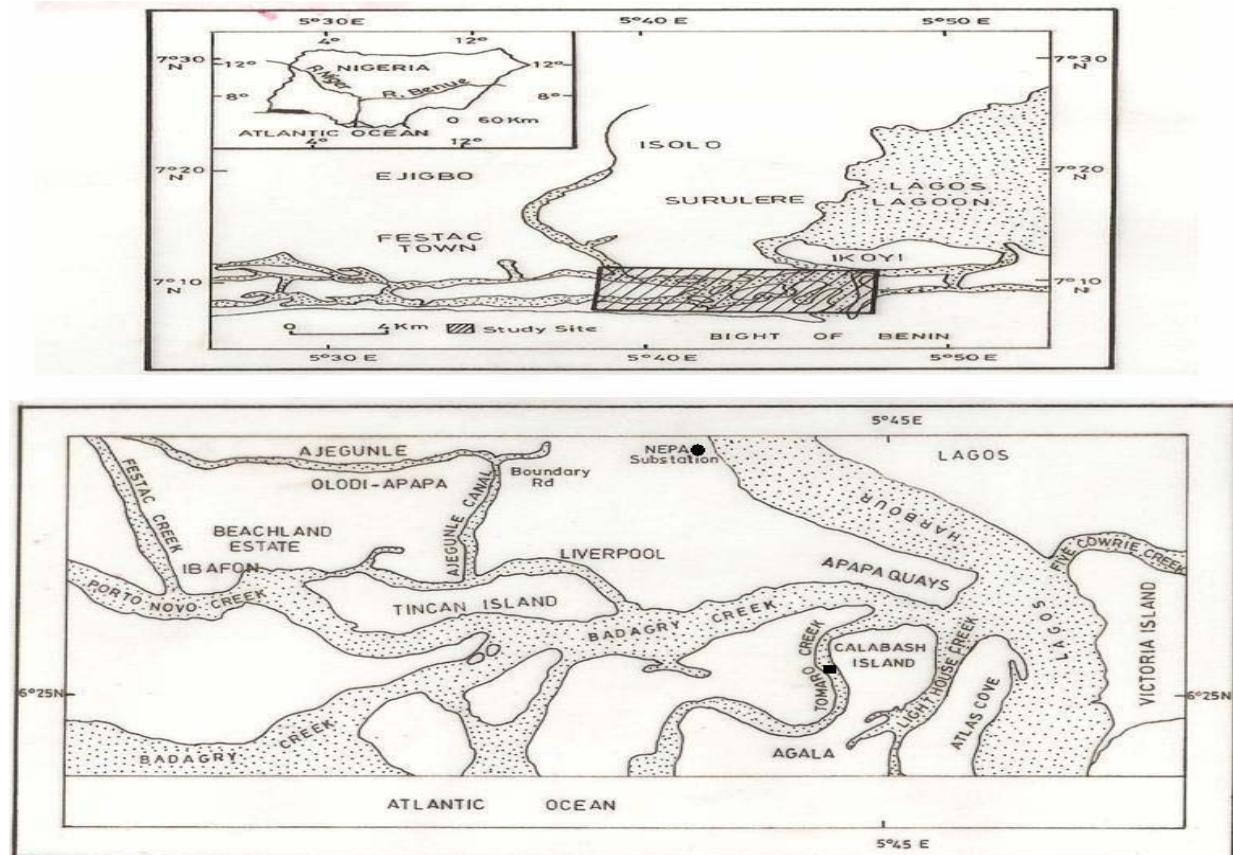 5°30 E 5°40 E 5°50 E
4° 12°
7°30 N
12° NIGERIA 12°
R. Niger
R. Benue
8° 8°
0 60 Km
ATLANTIC OCEAN
4° 12°
7°30 N
ISOLO
7°20 N
EJIGBO
7°20 N
SURULERE
LAGOS
LAGOON
FESTAC
TOWN
IKOYI
7°10 N
7°10 N
0 4 Km
Study Site
BIGHT OF BENIN
5°30 E 5°40 E 5°50 E
5°45 E
AJEGUNLE
NEPA
Substation
LAGOS
FESTAC CREEK
OLODI-APAPA
Boundary
Rd
AJEGUNLE CANAL
HARBOUR
BEACHLAND
ESTATE
IBAFON
LIVERPOOL
FIVE COWRIE CREEK
APAPA QUAYS
PORTO NOVO CREEK
TINCAN ISLAND
BADAGRY CREEK
LAGOS
TOMARO CREEK
CALABASH
ISLAND
LIGHT HOUSE CREEK
VICTORIA ISLAND
6°25N
6°25N
ATLAS COVE
BADAGRY CREEK
AGALA
ATLANTIC OCEAN
5°45 E